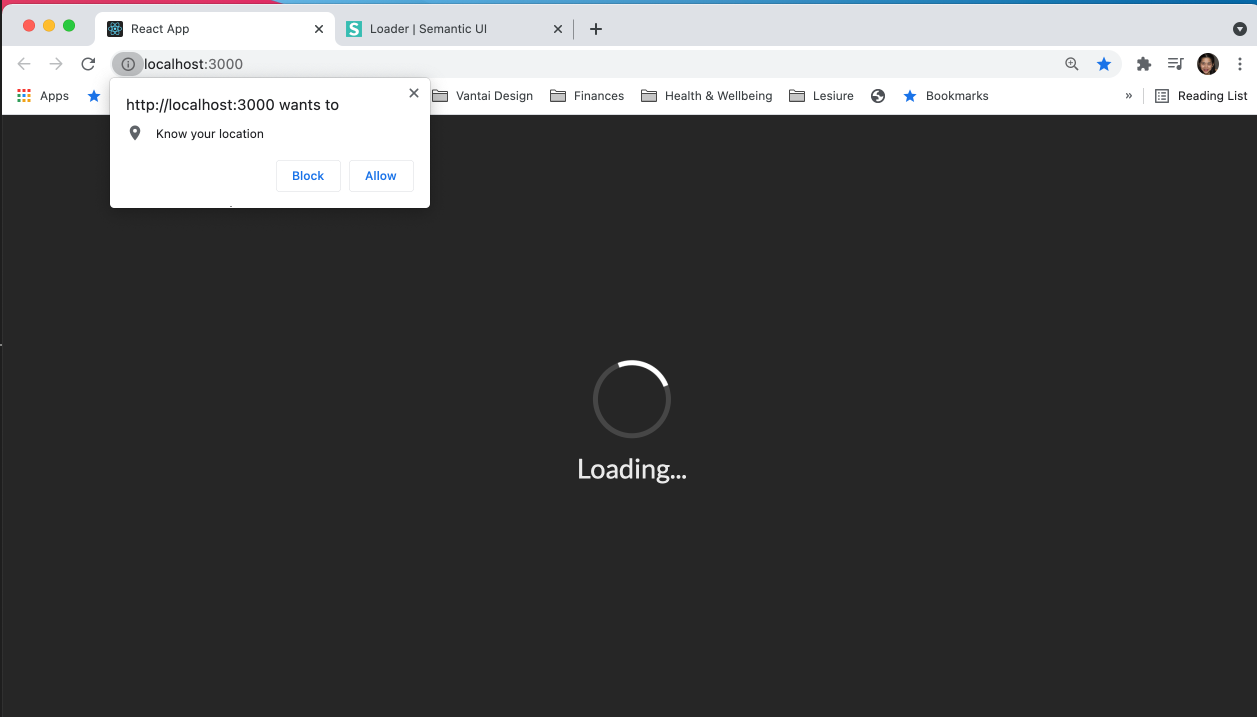 React App
Loader | Semantic UI
localhost:3000
Apps
Vantai Design
Finances
Health & Wellbeing
Lesiure
Bookmarks
»
Reading List
http://localhost:3000 wants to
Know your location
Block
Allow
Loading...